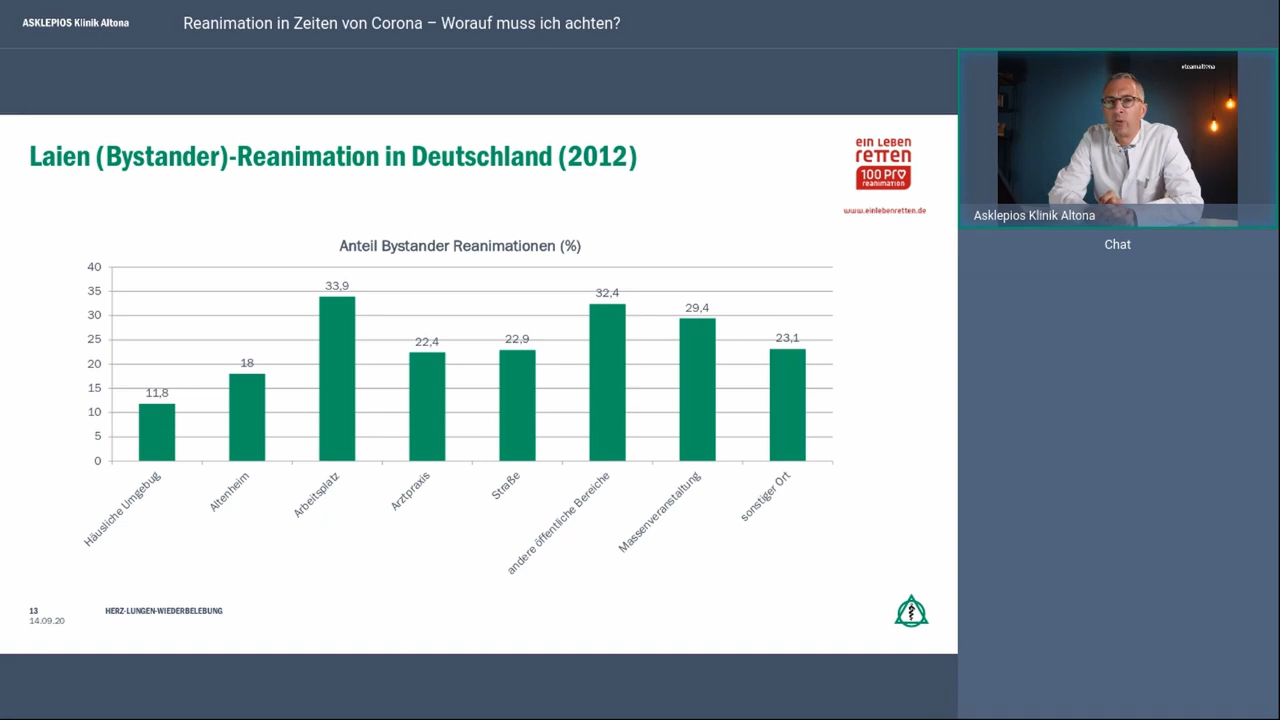 ASKLEPIOS Klinik Altona
Reanimation in Zeiten von Corona – Worauf muss ich achten?
#teamaltona
Asklepios Klinik Altona
Chat
Laien (Bystander)-Reanimation in Deutschland (2012)
ein Leben
retten
100 Pro
reanimation
www.einlebenretten.de
Anteil Bystander Reanimationen (%)
40
35
30
25
20
15
10
5
0
11,8
18
33,9
22,4
22,9
32,4
29,4
23,1
Häusliche Umgebug
Altenheim
Arbeitsplatz
Arztpraxis
Straße
andere öffentliche Bereiche
Massenveranstaltung
sonstiger Ort
13
HERZ-LUNGEN-WIEDERBELEBUNG
14.09.20